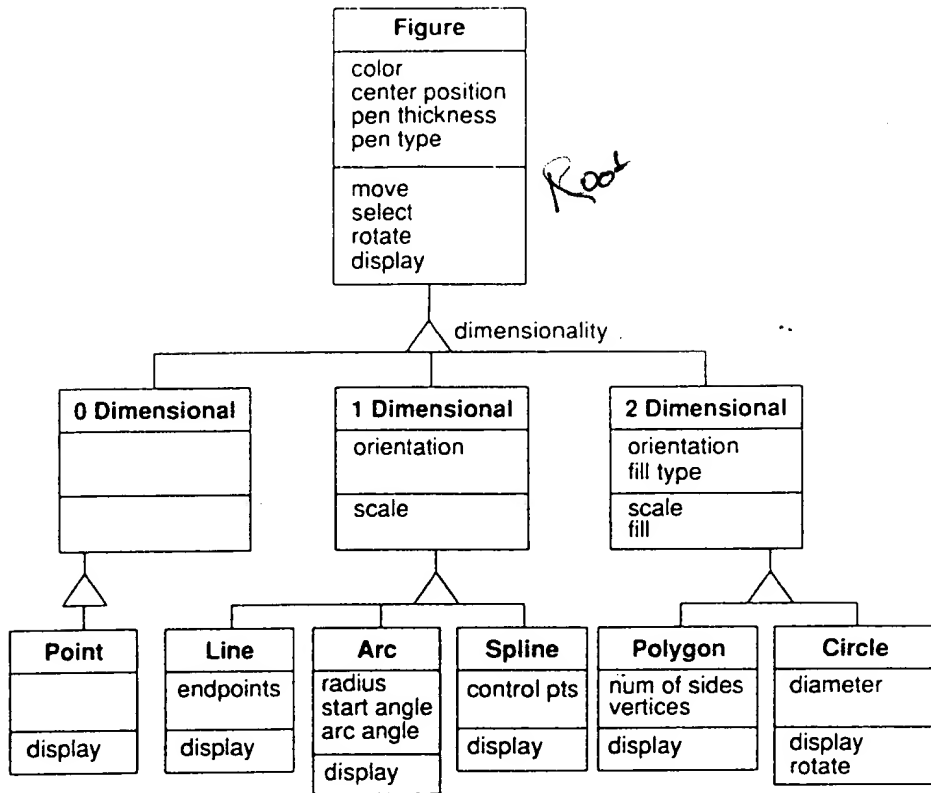 Figure
color
center position
pen thickness
pen type
move
select
rotate
display
Root
dimensionality
0 Dimensional
1 Dimensional
orientation
scale
2 Dimensional
orientation
fill type
scale
fill
Point
display
Line
endpoints
display
Arc
radius
start angle
arc angle
display
Spline
control pts
display
Polygon
num of sides
vertices
display
Circle
diameter
display
rotate